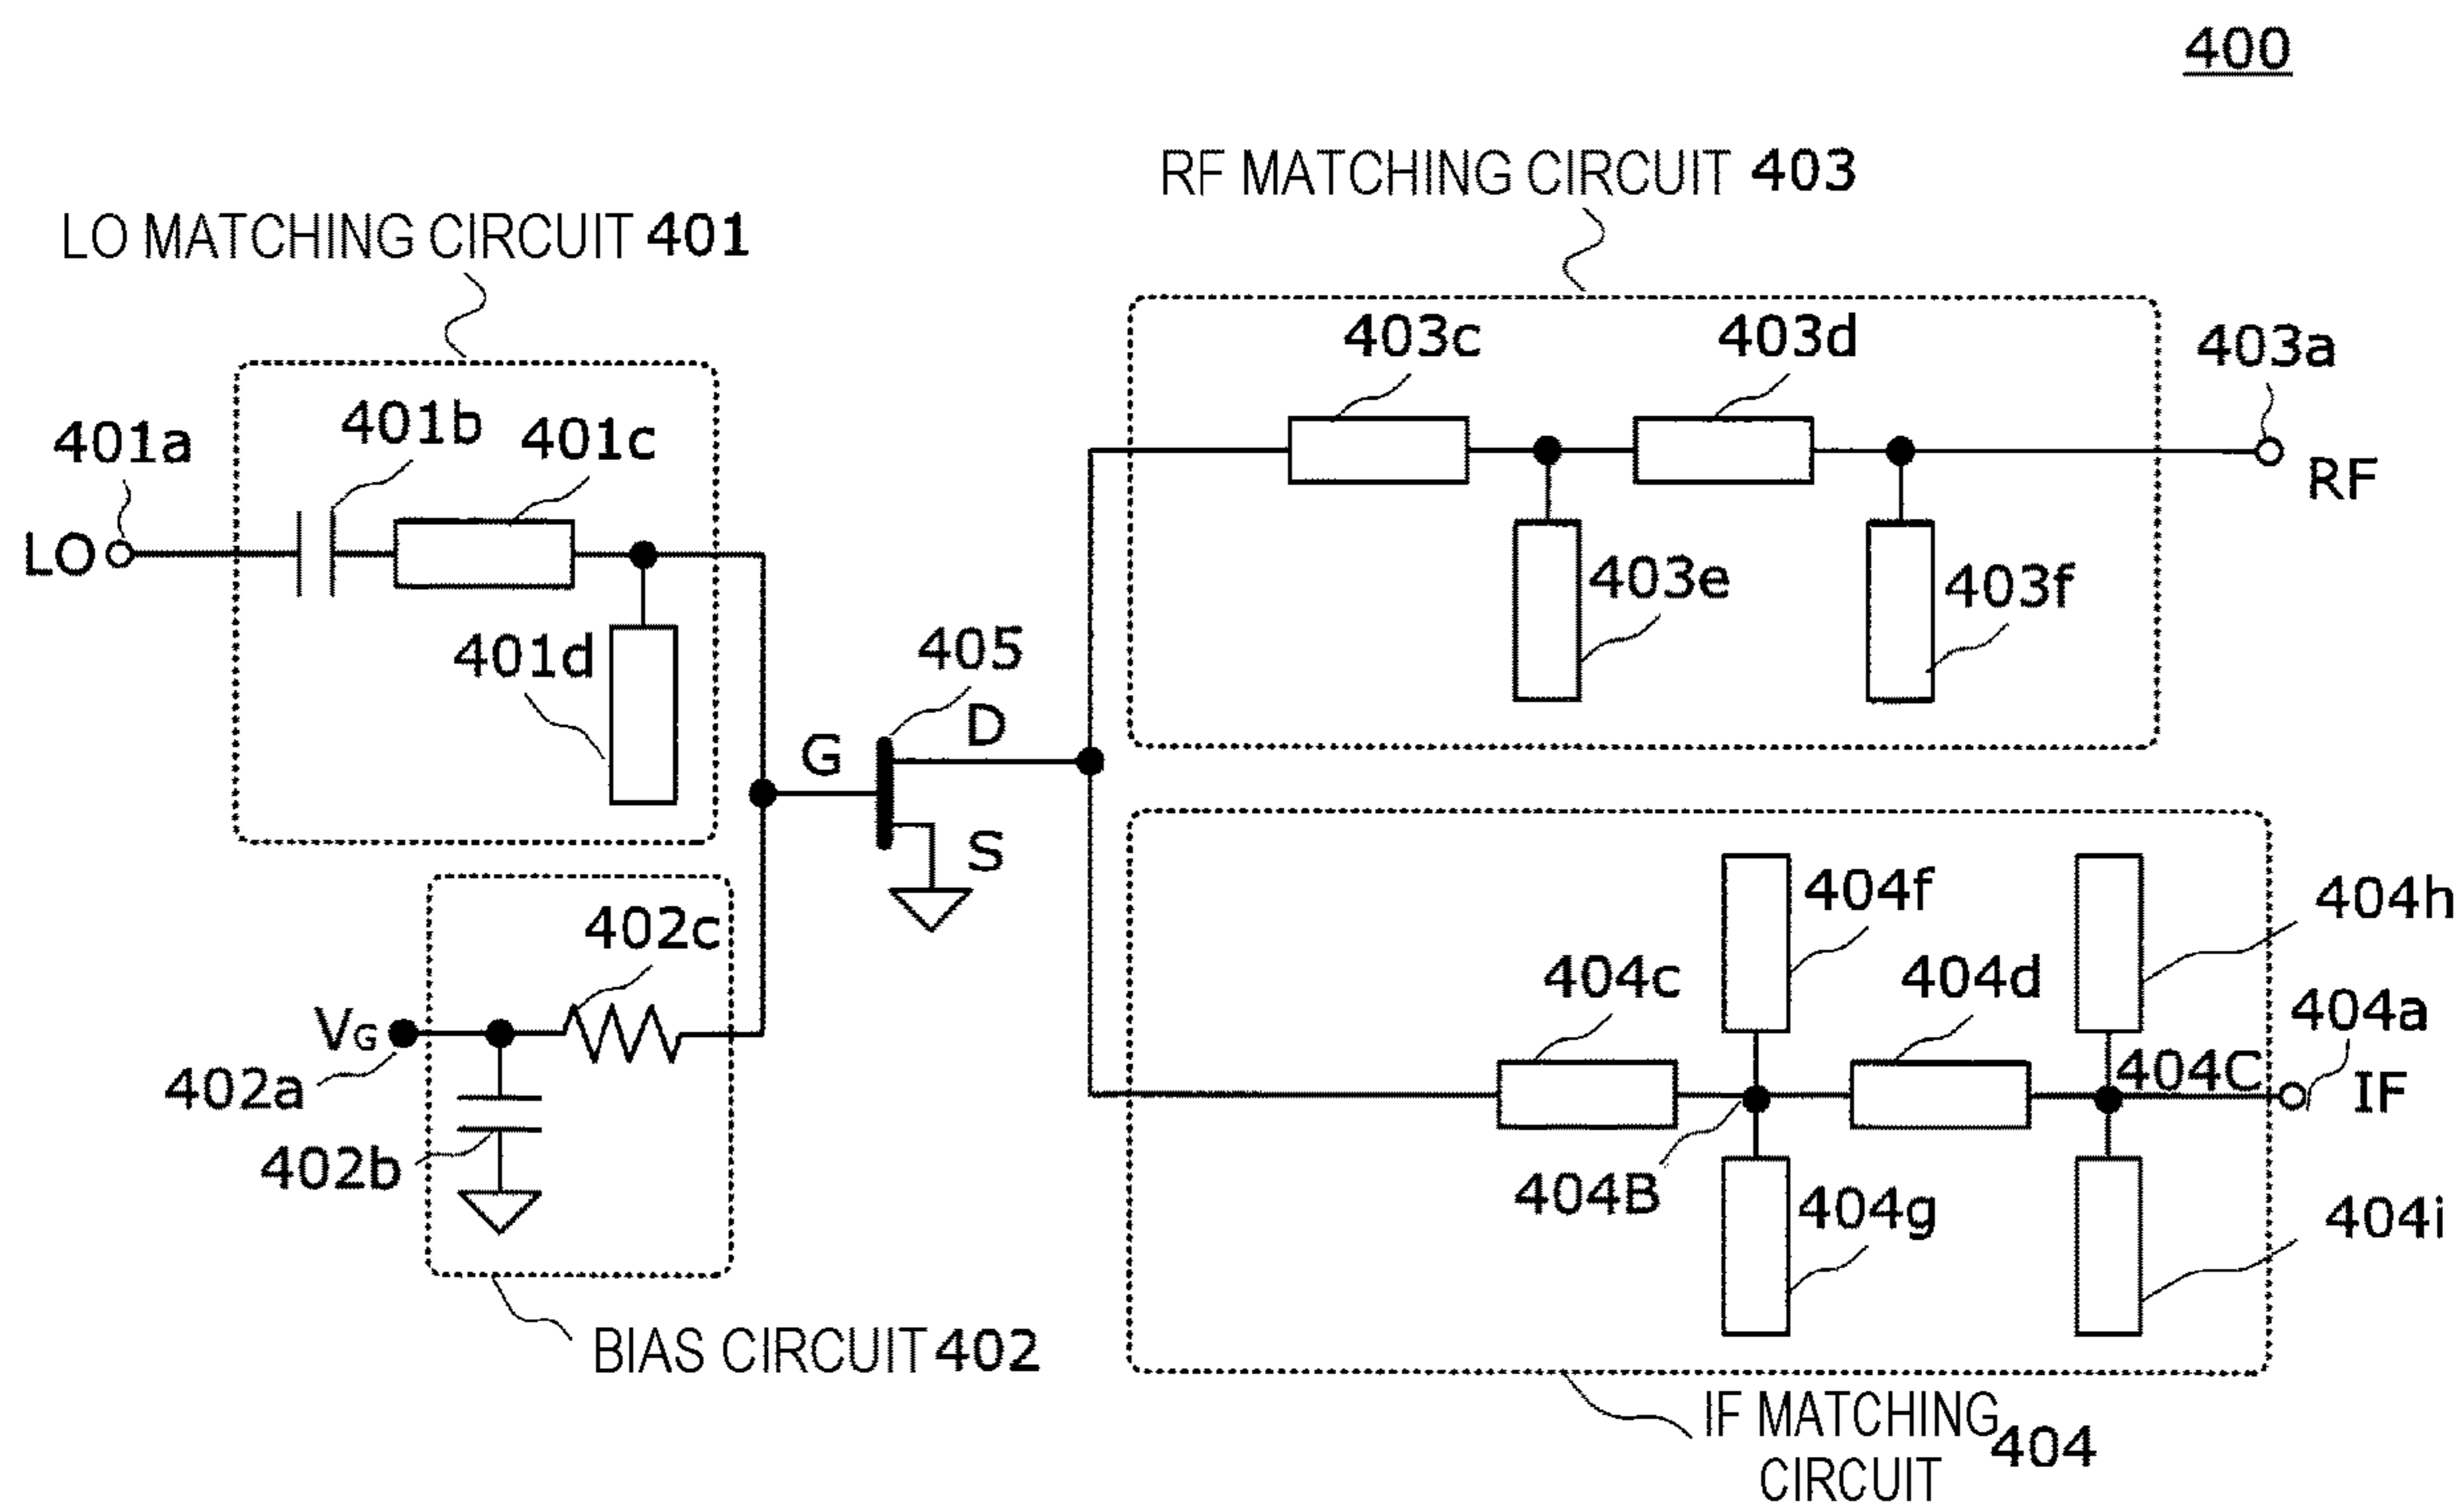 400
RF MATCHING CIRCUIT 403
LO MATCHING CIRCUIT 401
403c
403d
403a
401a
401b
401c
RF
LO
403e
403f
401d
405
D
G
S
404f
404h
402c
404c
404d
404a
VG
404C
IF
402a
402b
404B
404g
404i
BIAS CIRCUIT 402
IF MATCHING
CIRCUIT 404